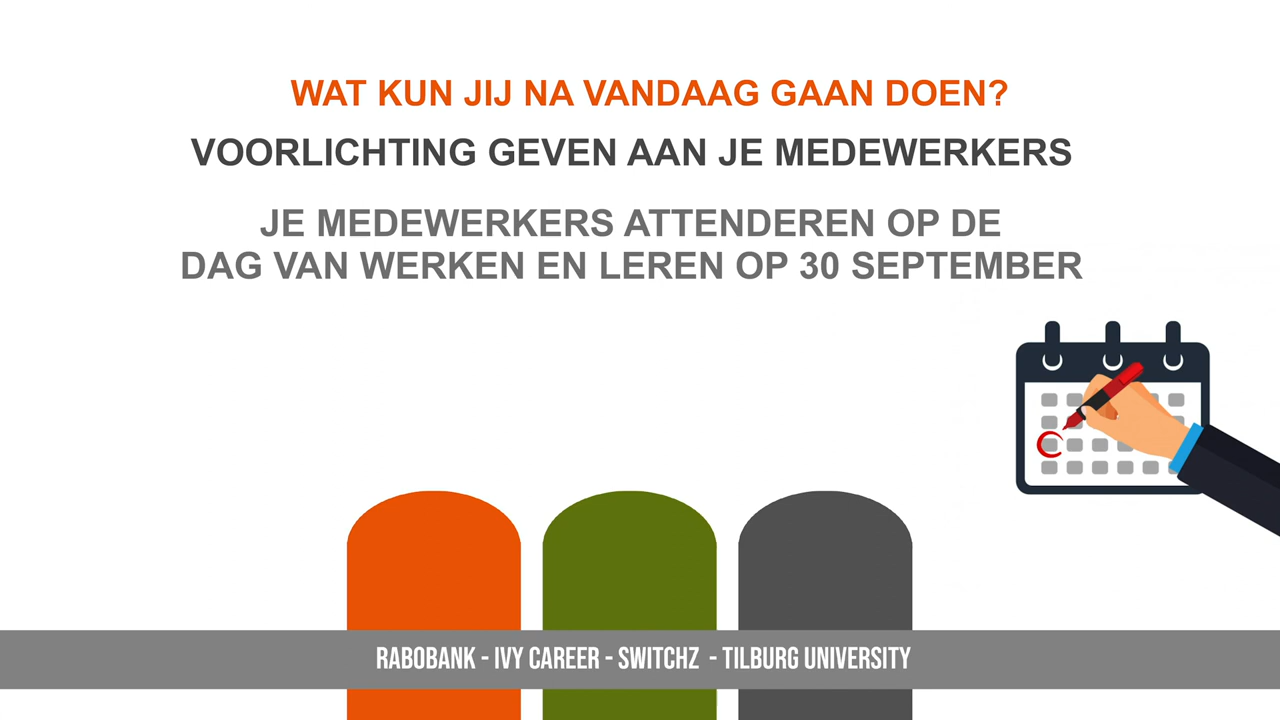 WAT KUN JIJ NA VANDAAG GAAN DOEN?
VOORLICHTING GEVEN AAN JE MEDEWERKERS
JE MEDEWERKERS ATTENDEREN OP DE
DAG VAN WERKEN EN LEREN OP 30 SEPTEMBER
RABOBANK - IVY CAREER - SWITCHZ - TILBURG UNIVERSITY